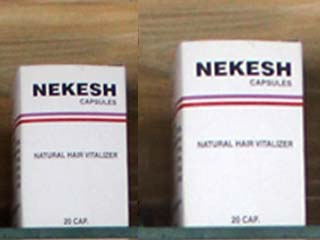 NEKESH
CAPSULES
NATURAL HAIR VITALIZER
20 CAP.
NEKESH
CAPSULES
NATURAL HAIR VITALIZER
20 CAP.